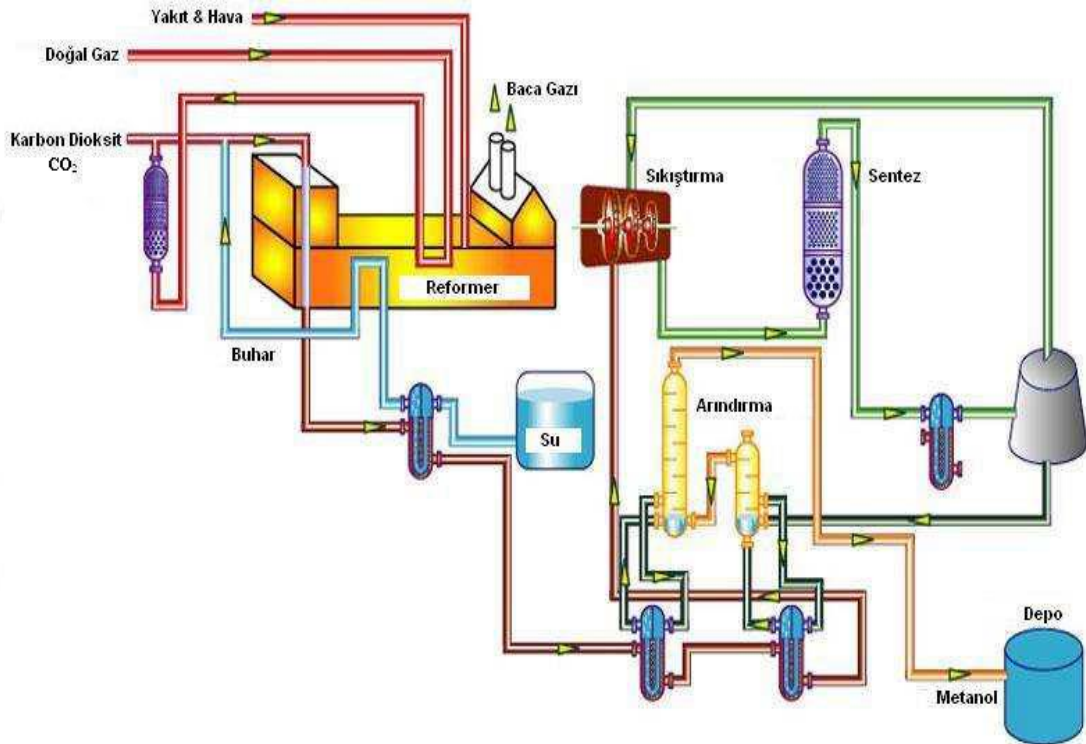 Yakıt & Hava
Doğal Gaz
Baca Gazı
Karbon Dioksit
CO₂
Sıkıştırma
Sentez
Reformer
Buhar
Arındırma
Su
Depo
Metanol